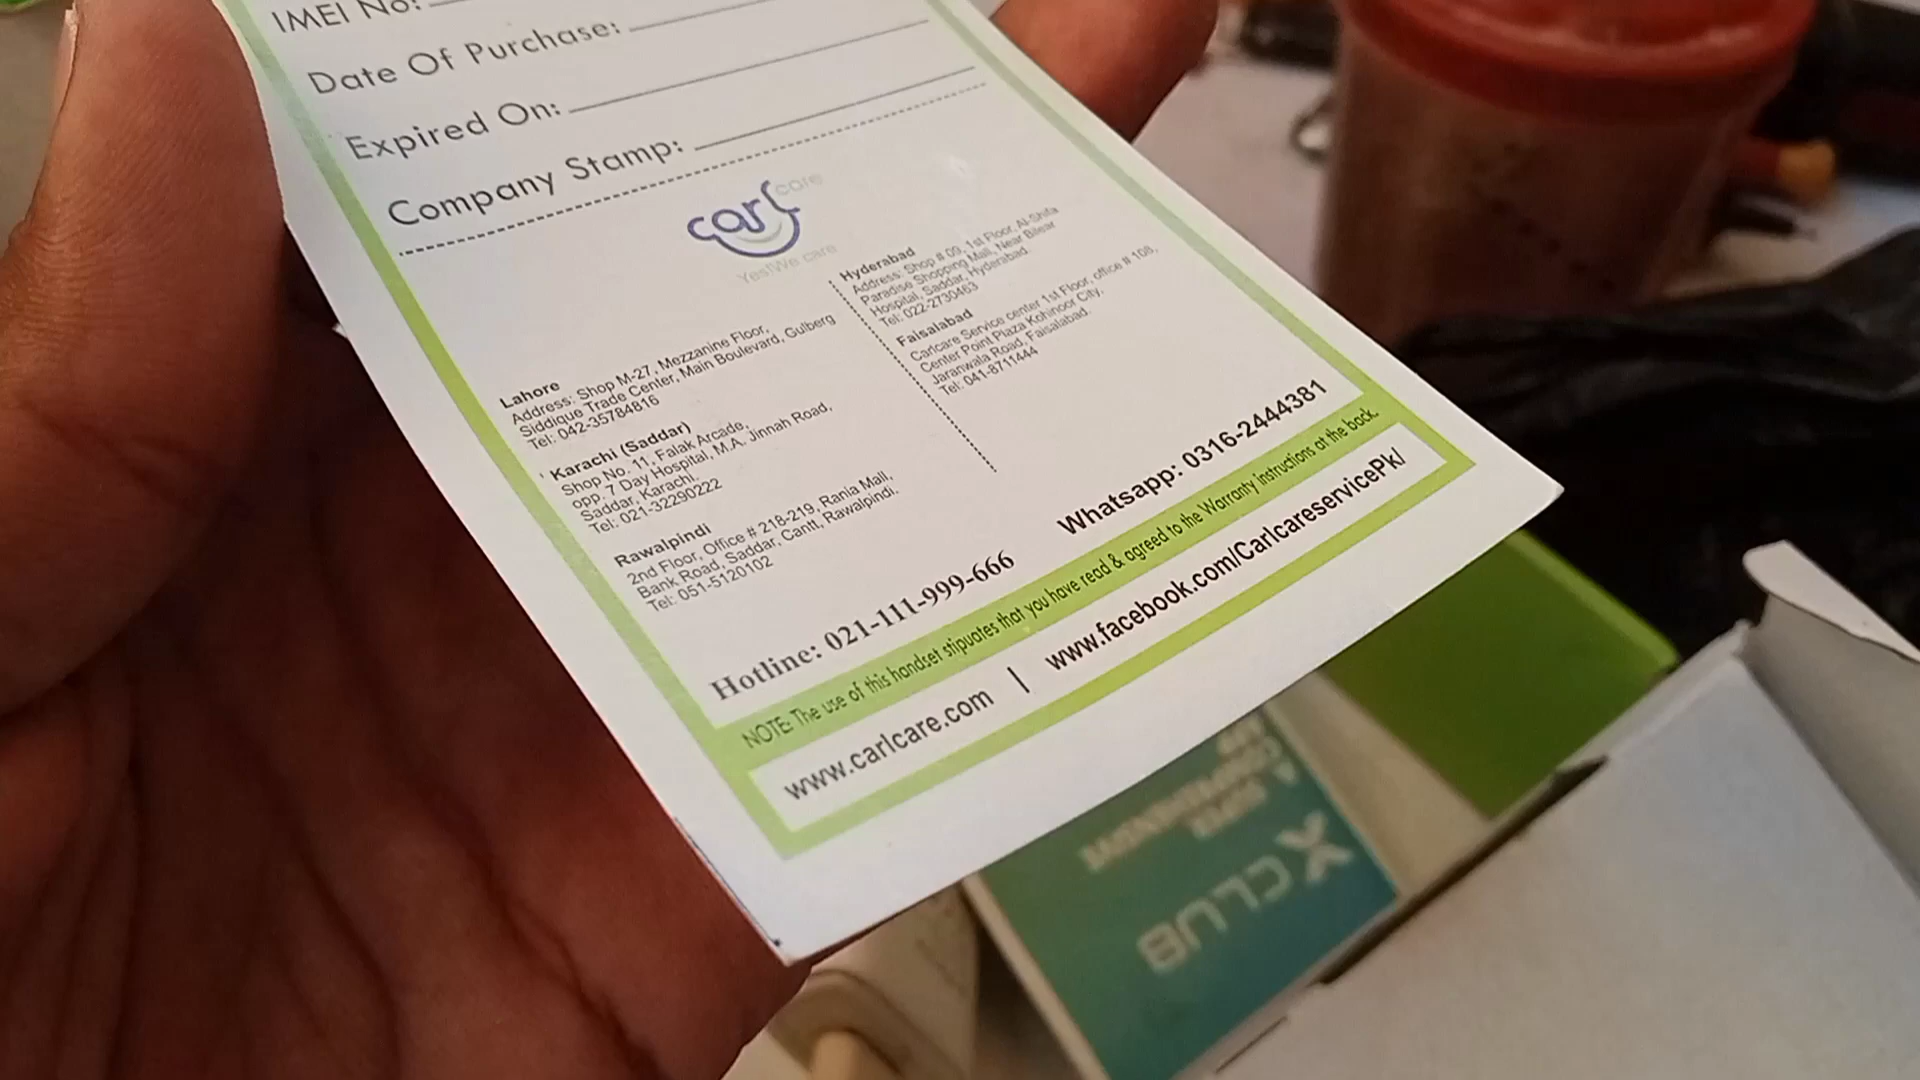 IMEI No:
Date Of Purchase:
Expired On:
Company Stamp:
carl care
Yes!We care
Lahore
Address: Shop M-27, Mezzanine Floor,
Siddique Trade Center, Main Boulevard, Gulberg
Tel: 042-35784816
Karachi (Saddar)
Shop No. 11, Falak Arcade,
opp. 7 Day Hospital, M.A. Jinnah Road,
Saddar, Karachi.
Tel: 021-32290222
Rawalpindi
2nd Floor, Office # 218-219, Rania Mall,
Bank Road, Saddar, Cantt, Rawalpindi.
Tel: 051-5120102
Hyderabad
Address: Shop # 09, 1st Floor, Al-Shifa
Paradise Shopping Mall, Near Bilear
Hospital, Saddar, Hyderabad.
Tel: 022-2730463
Faisalabad
Carlcare Service center 1st Floor, office # 108,
Center Point Plaza Kohinoor City,
Jaranwala Road, Faisalabad.
Tel: 041-8711444
Hotline: 021-111-999-666
Whatsapp: 0316-2444381
NOTE: The use of this handset stipuates that you have read & agreed to the Warranty instructions at the back.
www.carlcare.com | www.facebook.com/CarlcareservicePk/
X CLUB